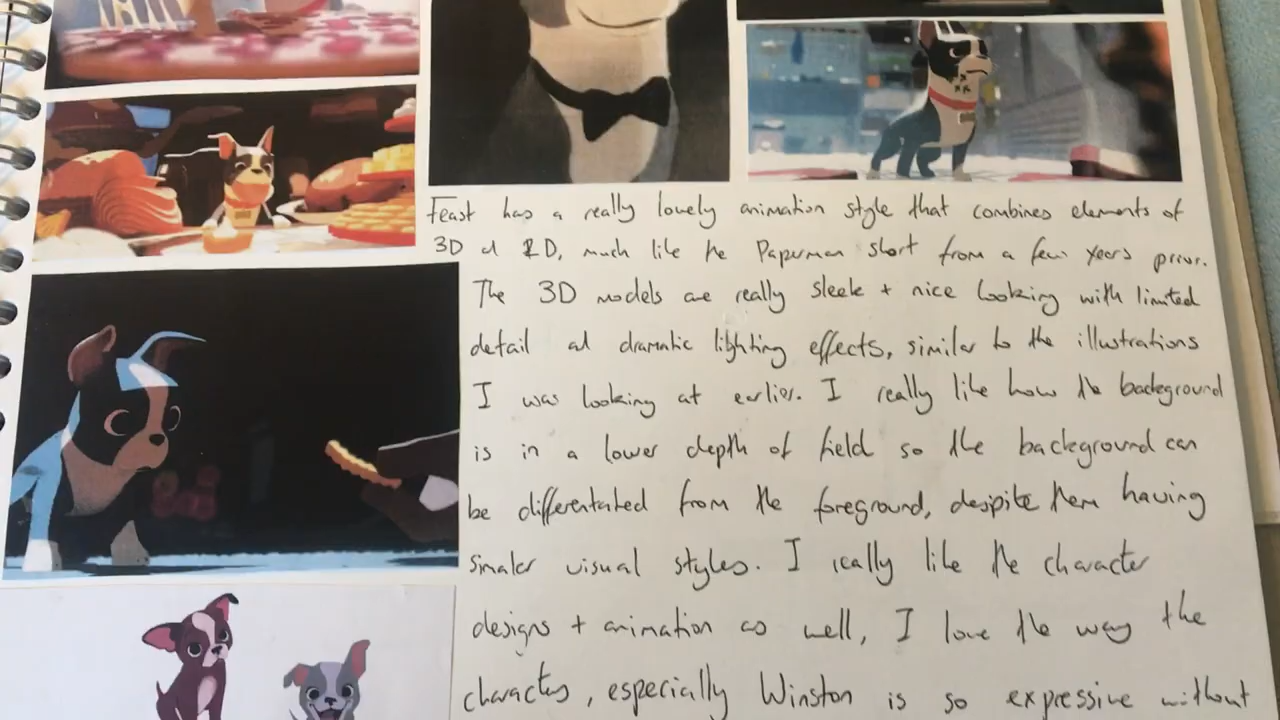 Feast has a really lovely animation style that combines elements of
3D & 2D, much like the Paperman short from a few years prior.
The 3D models are really sleek + nice looking with limited
detail and dramatic lighting effects, similar to the illustrations
I was looking at earlier. I really like how the background
is in a lower depth of field so the background can
be differentiated from the foreground, despite them having
similar visual styles. I really like the character
designs + animation as well, I love the way the
characters, especially Winston is so expressive without